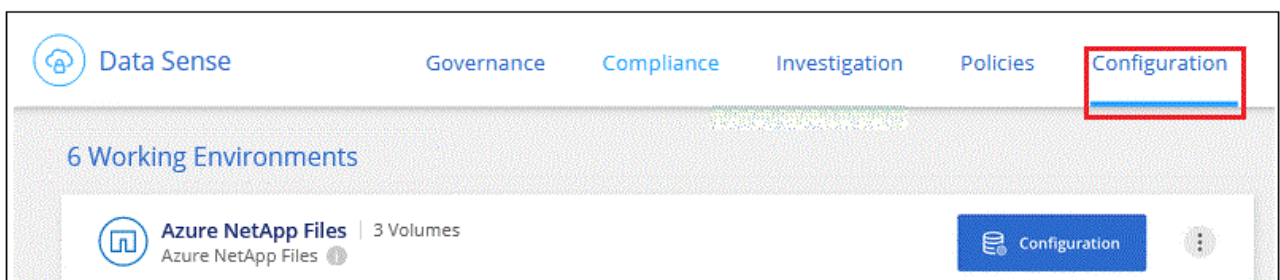 Data Sense Governance Compliance Investigation Policies Configuration
6 Working Environments
Azure NetApp Files | 3 Volumes
Azure NetApp Files
Configuration